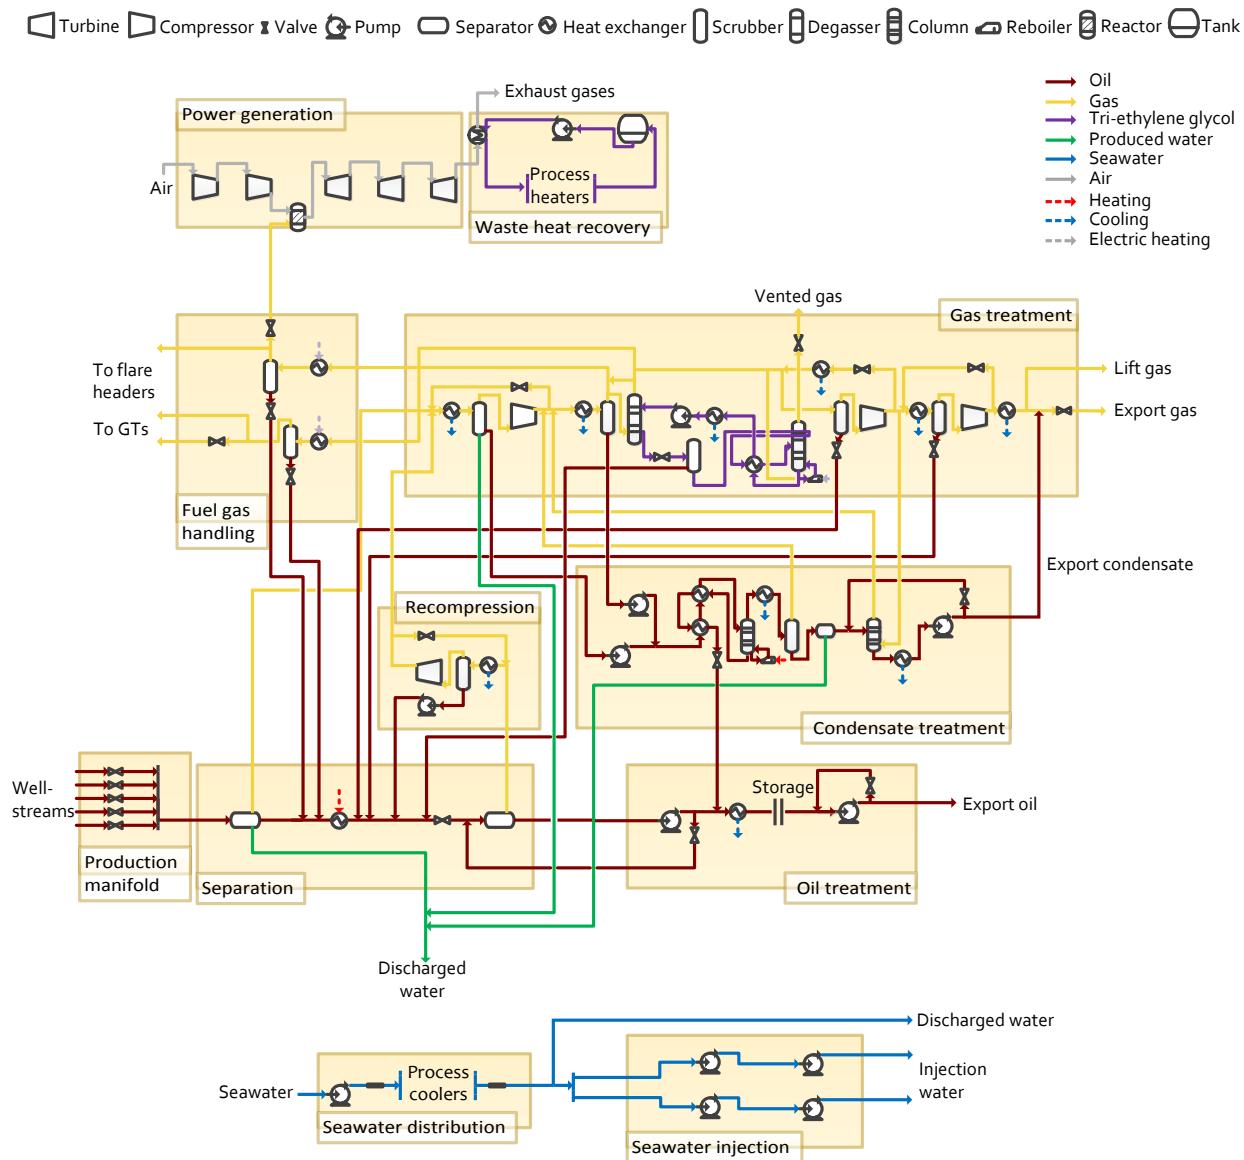 Turbine Compressor Valve Pump Separator Heat exchanger Scrubber Degasser Column Reboiler Reactor Tank
Oil
Gas
Tri-ethylene glycol
Produced water
Seawater
Air
Heating
Cooling
Electric heating
Exhaust gases
Power generation
Air
Process
heaters
Waste heat recovery
Vented gas
Gas treatment
To flare
headers
To GTs
Lift gas
Export gas
Fuel gas
handling
Export condensate
Recompression
Condensate treatment
Well-
streams
Storage
Export oil
Production
manifold
Separation
Oil treatment
Discharged
water
Discharged water
Seawater
Process
coolers
Injection
water
Seawater distribution
Seawater injection